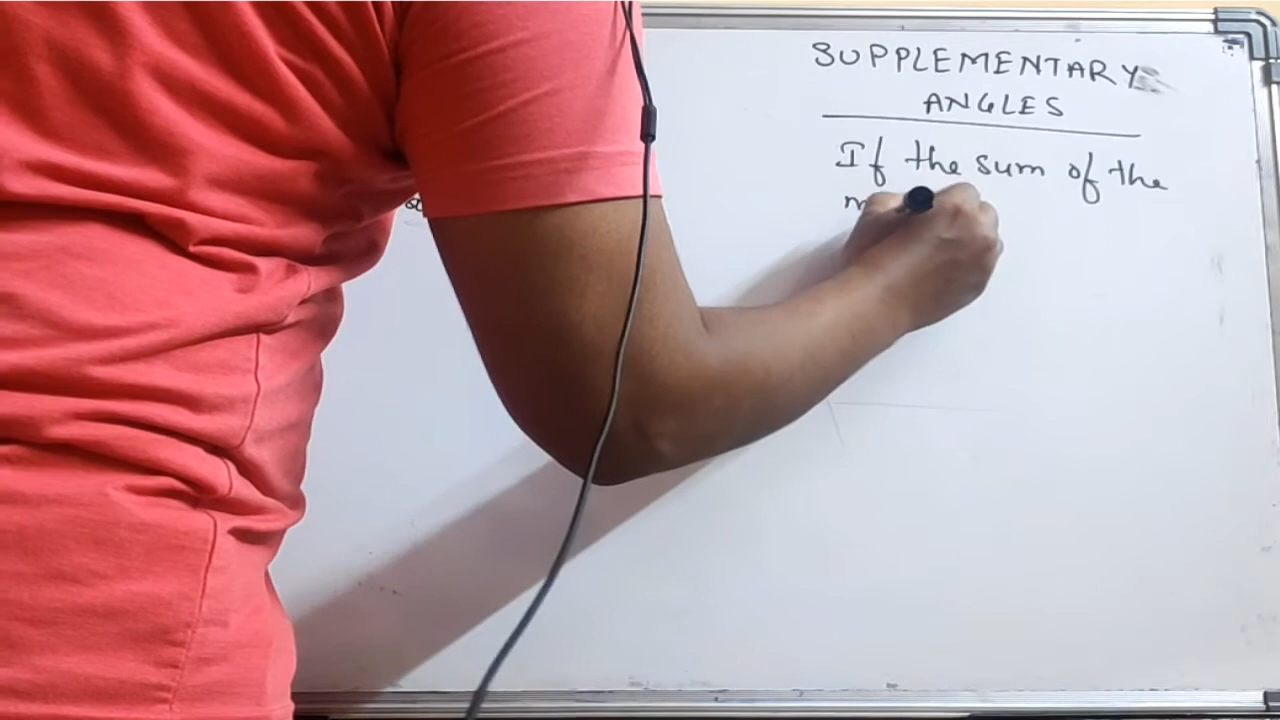 SUPPLEMENTARY
ANGLES
If the sum of the
m